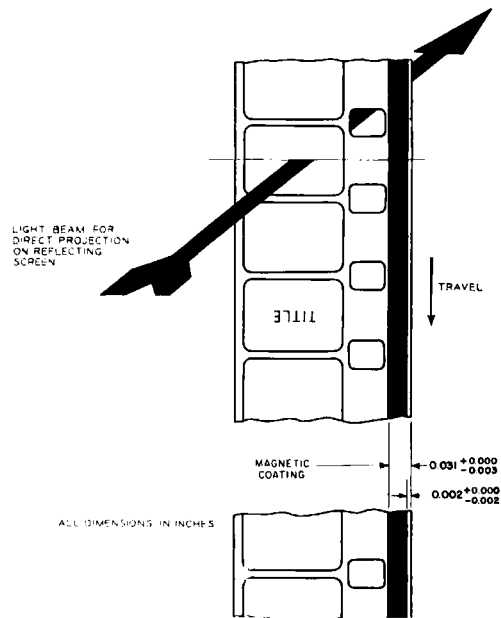 LIGHT BEAM FOR
DIRECT PROJECTION
ON REFLECTING
SCREEN
TRAVEL
TITLE
MAGNETIC
COATING
0.031 +0.000
-0.003
0.002 +0.000
-0.002
ALL DIMENSIONS IN INCHES